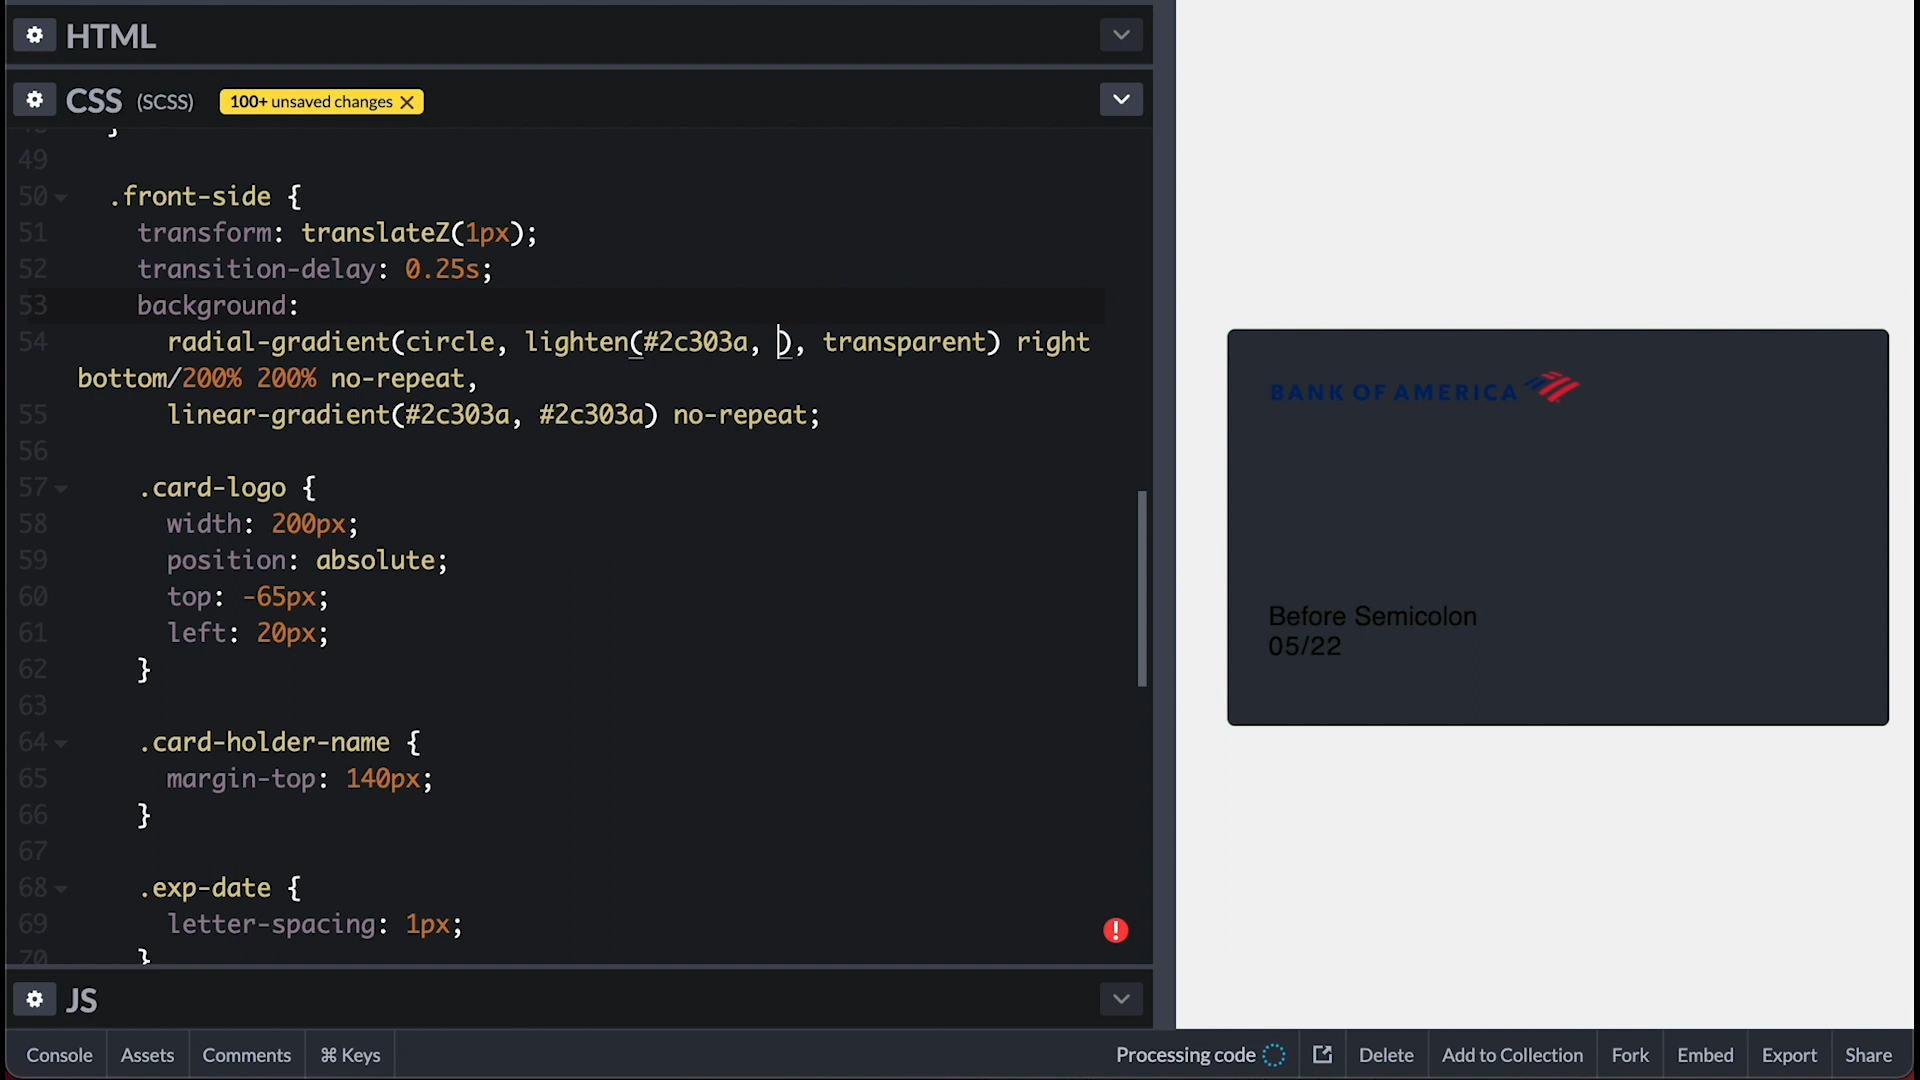 HTML
CSS (SCSS) 100+ unsaved changes
49
50 .front-side {
51 transform: translateZ(1px);
52 transition-delay: 0.25s;
53 background:
54 radial-gradient(circle, lighten(#2c303a, ), transparent) right
bottom/200% 200% no-repeat,
55 linear-gradient(#2c303a, #2c303a) no-repeat;
56
57 .card-logo {
58 width: 200px;
59 position: absolute;
60 top: -65px;
61 left: 20px;
62 }
63
64 .card-holder-name {
65 margin-top: 140px;
66 }
67
68 .exp-date {
69 letter-spacing: 1px;
70 }
JS
BANK OF AMERICA
Before Semicolon
05/22
Console Assets Comments ⌘ Keys Processing code Delete Add to Collection Fork Embed Export Share